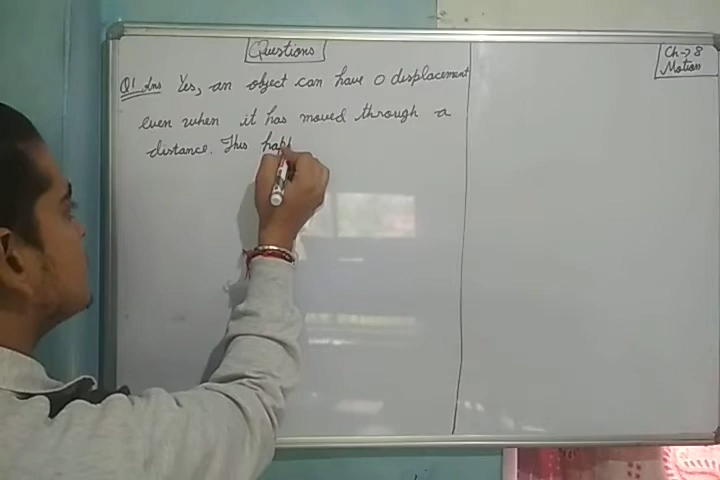 Questions
Ch → 8
Motion
Q1 Ans Yes, an object can have 0 displacement
even when it has moved through a
distance. This happ